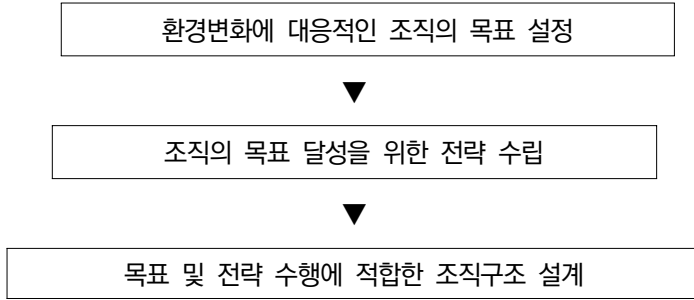 환경변화에 대응적인 조직의 목표 설정
▼
조직의 목표 달성을 위한 전략 수립
▼
목표 및 전략 수행에 적합한 조직구조 설계